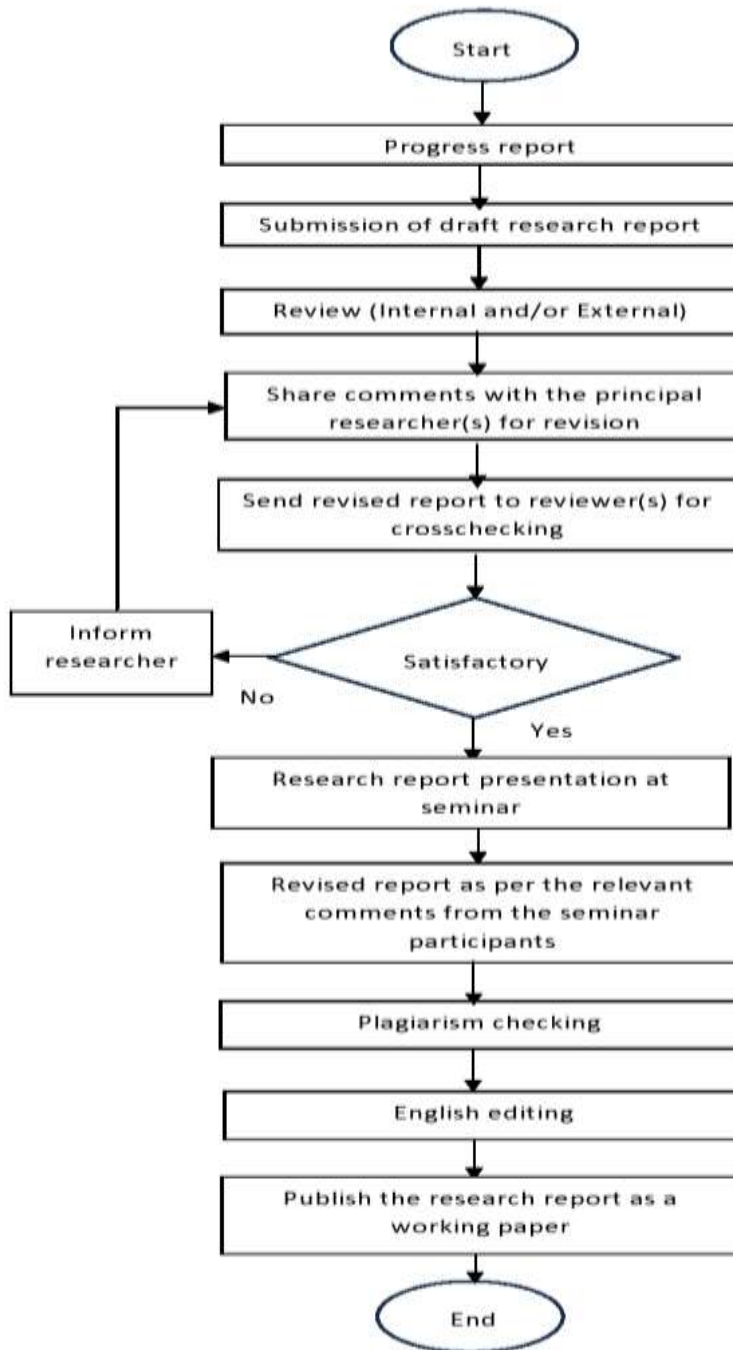 Start
Progress report
Submission of draft research report
Review (Internal and/or External)
Share comments with the principal
researcher(s) for revision
Send revised report to reviewer(s) for
crosschecking
Inform
researcher
Satisfactory
No
Yes
Research report presentation at
seminar
Revised report as per the relevant
comments from the seminar
participants
Plagiarism checking
English editing
Publish the research report as a
working paper
End